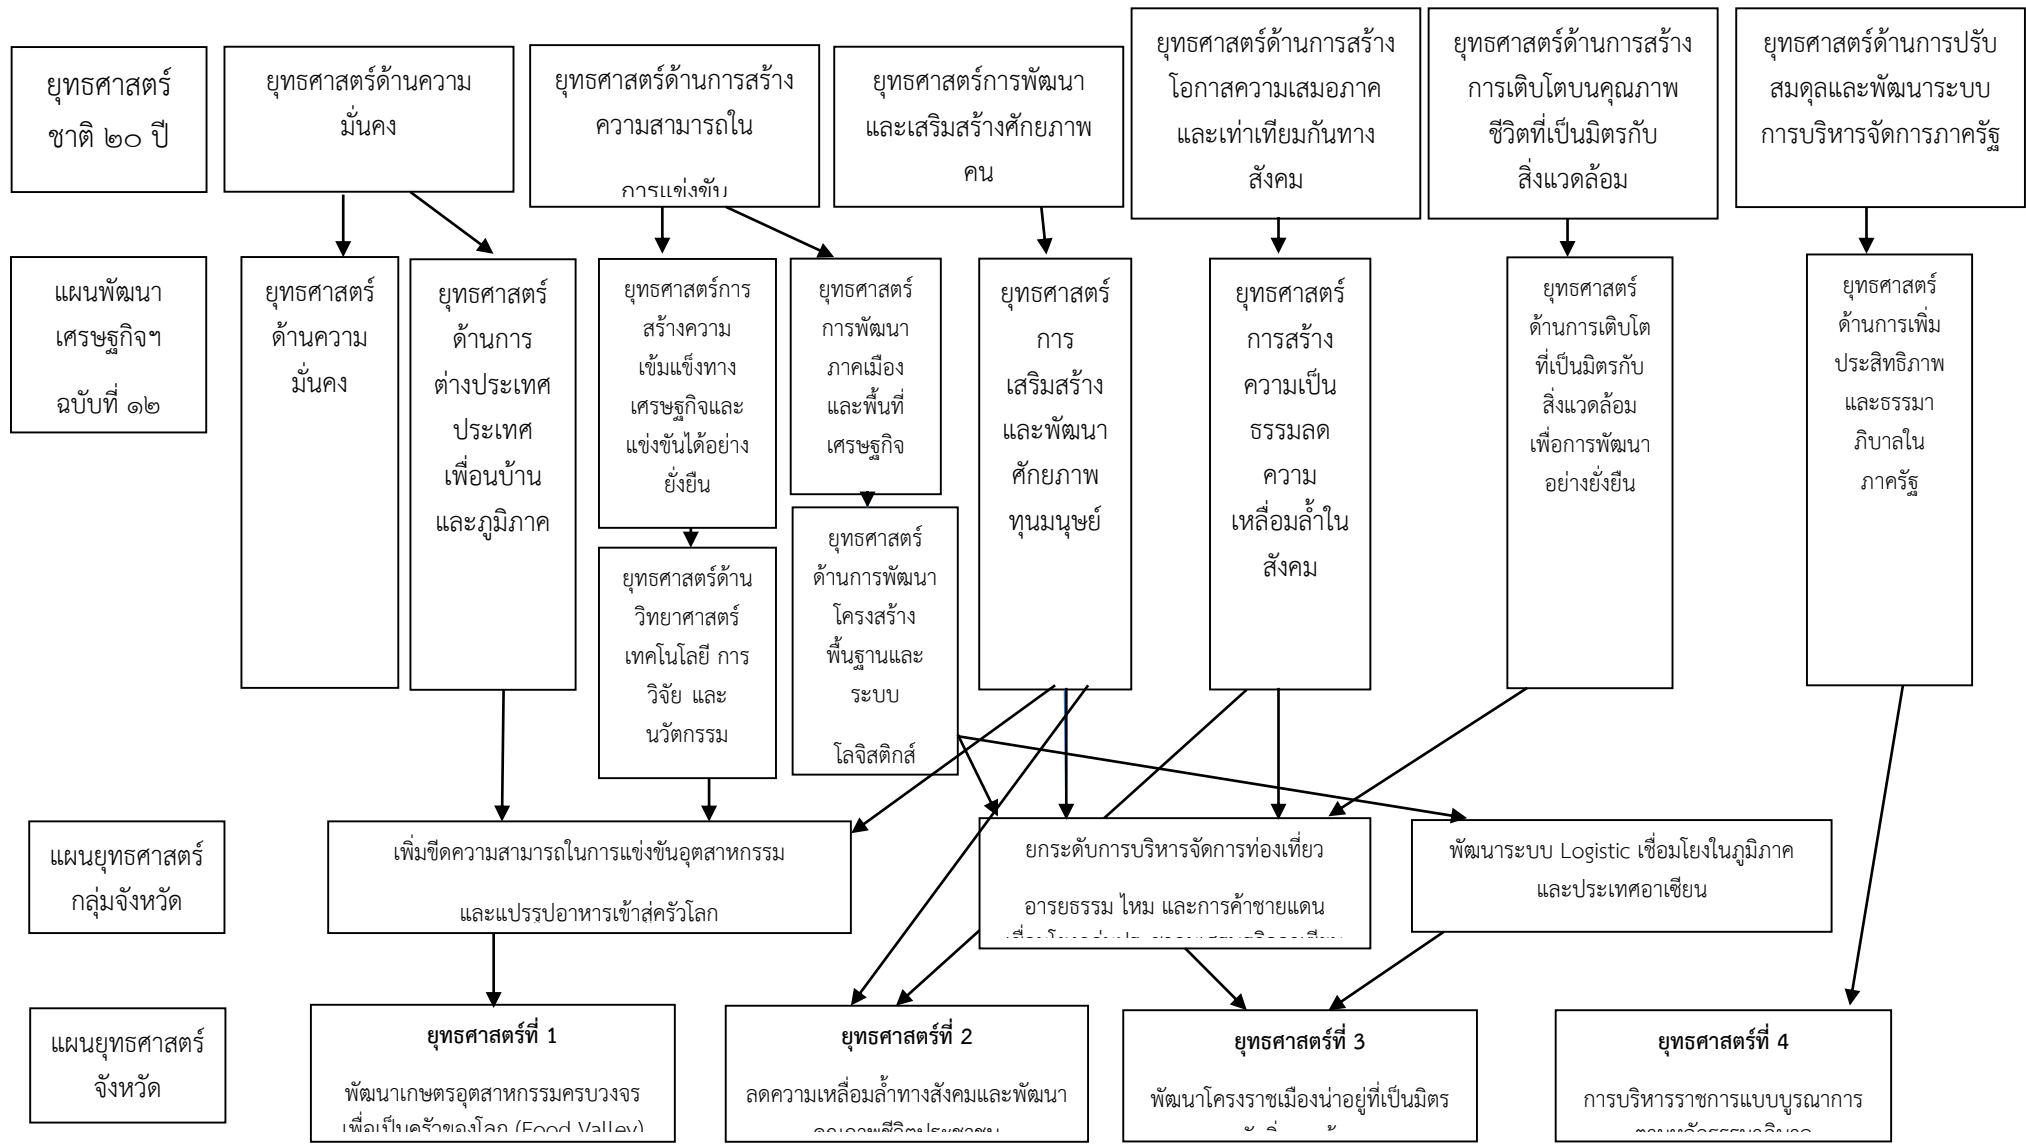 ยุทธศาสตร์
ชาติ ๒๐ ปี
ยุทธศาสตร์ด้านความ
มั่นคง
ยุทธศาสตร์ด้านการสร้าง
ความสามารถใน
การแข่งขัน
ยุทธศาสตร์การพัฒนา
และเสริมสร้างศักยภาพ
คน
ยุทธศาสตร์ด้านการสร้าง
โอกาสความเสมอภาค
และเท่าเทียมกันทาง
สังคม
ยุทธศาสตร์ด้านการสร้าง
การเติบโตบนคุณภาพ
ชีวิตที่เป็นมิตรกับ
สิ่งแวดล้อม
ยุทธศาสตร์ด้านการปรับ
สมดุลและพัฒนาระบบ
การบริหารจัดการภาครัฐ
แผนพัฒนา
เศรษฐกิจฯ
ฉบับที่ ๑๒
ยุทธศาสตร์
ด้านความ
มั่นคง
ยุทธศาสตร์
ด้านการ
ต่างประเทศ
ประเทศ
เพื่อนบ้าน
และภูมิภาค
ยุทธศาสตร์การ
สร้างความ
เข้มแข็งทาง
เศรษฐกิจและ
แข่งขันได้อย่าง
ยั่งยืน
ยุทธศาสตร์
การพัฒนา
ภาคเมือง
และพื้นที่
เศรษฐกิจ
ยุทธศาสตร์
การ
เสริมสร้าง
และพัฒนา
ศักยภาพ
ทุนมนุษย์
ยุทธศาสตร์
การสร้าง
ความเป็น
ธรรมลด
ความ
เหลื่อมล้ำใน
สังคม
ยุทธศาสตร์
ด้านการเติบโต
ที่เป็นมิตรกับ
สิ่งแวดล้อม
เพื่อการพัฒนา
อย่างยั่งยืน
ยุทธศาสตร์
ด้านการเพิ่ม
ประสิทธิภาพ
และธรรมา
ภิบาลใน
ภาครัฐ
ยุทธศาสตร์ด้าน
วิทยาศาสตร์
เทคโนโลยี การ
วิจัย และ
นวัตกรรม
ยุทธศาสตร์
ด้านการพัฒนา
โครงสร้าง
พื้นฐานและ
ระบบ
โลจิสติกส์
แผนยุทธศาสตร์
กลุ่มจังหวัด
เพิ่มขีดความสามารถในการแข่งขันอุตสาหกรรม
และแปรรูปอาหารเข้าสู่ครัวโลก
ยกระดับการบริหารจัดการท่องเที่ยว
อารยธรรม ไหม และการค้าชายแดน
พัฒนาระบบ Logistic เชื่อมโยงในภูมิภาค
และประเทศอาเซียน
แผนยุทธศาสตร์
จังหวัด
ยุทธศาสตร์ที่ 1
พัฒนาเกษตรอุตสาหกรรมครบวงจร
เพื่อเป็นครัวของโลก (Food Valley)
ยุทธศาสตร์ที่ 2
ลดความเหลื่อมล้ำทางสังคมและพัฒนา
คุณภาพชีวิตประชาชน
ยุทธศาสตร์ที่ 3
พัฒนาโครงราชเมืองน่าอยู่ที่เป็นมิตร
ยุทธศาสตร์ที่ 4
การบริหารราชการแบบบูรณาการ